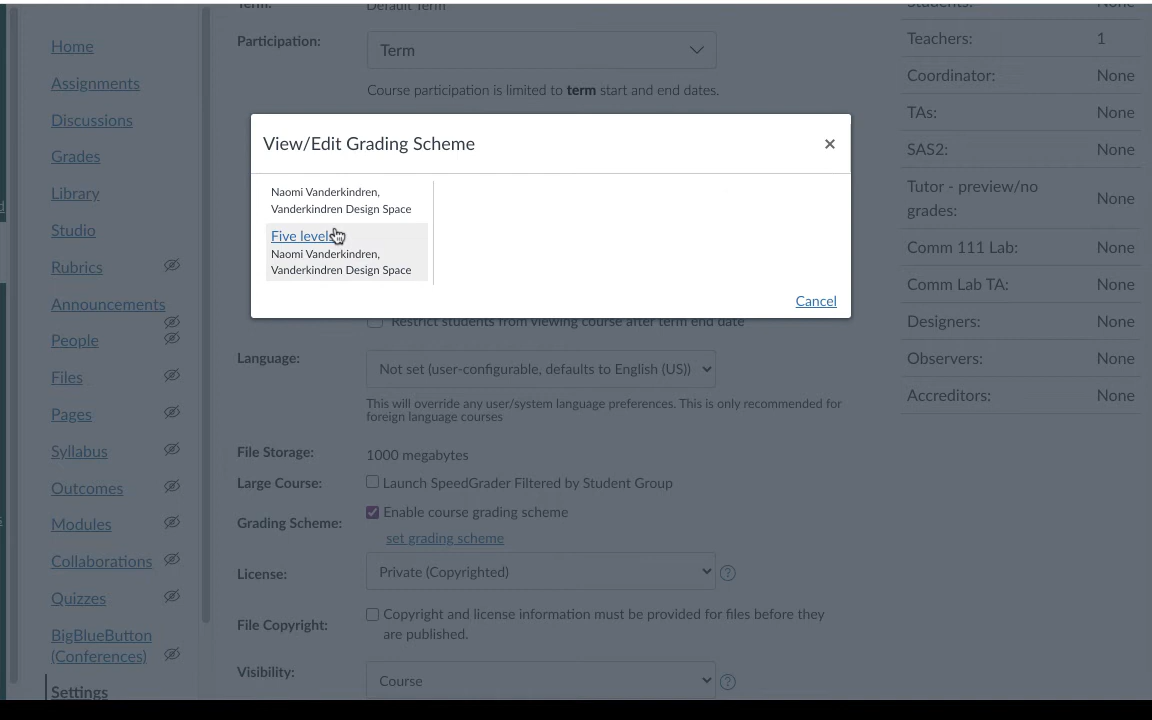 Term:
Default Term
Students:
None
Home
Participation:
Term
Teachers:
1
Assignments
Coordinator:
None
Course participation is limited to term start and end dates.
Discussions
TAs:
None
View/Edit Grading Scheme
×
Grades
SAS2:
None
Library
Naomi Vanderkindren,
Vanderkindren Design Space
Tutor - preview/no
grades:
None
Studio
Five levels
Naomi Vanderkindren,
Vanderkindren Design Space
Comm 111 Lab:
None
Rubrics
Comm Lab TA:
None
Announcements
Cancel
Restrict students from viewing course after term end date
Designers:
None
People
Language:
Not set (user-configurable, defaults to English (US))
Observers:
None
Files
This will override any user/system language preferences. This is only recommended for
foreign language courses
Accreditors:
None
Pages
Syllabus
File Storage:
1000 megabytes
Outcomes
Large Course:
Launch SpeedGrader Filtered by Student Group
Modules
Grading Scheme:
Enable course grading scheme
set grading scheme
Collaborations
License:
Private (Copyrighted)
?
Quizzes
File Copyright:
Copyright and license information must be provided for files before they
are published.
BigBlueButton
(Conferences)
Visibility:
Course
?
Settings